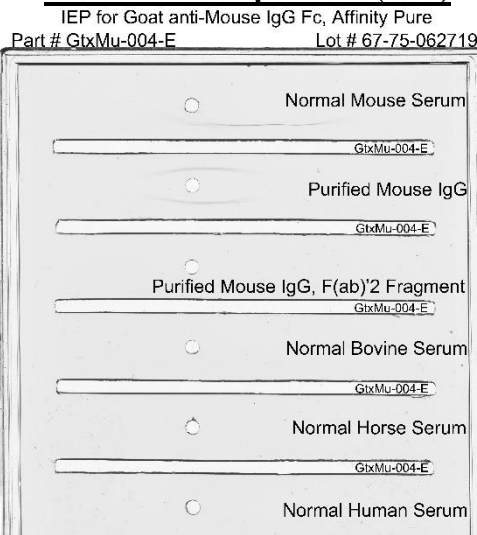 IEP for Goat anti-Mouse IgG Fc, Affinity Pure
Part # GtxMu-004-E Lot # 67-75-062719
Normal Mouse Serum
GtxMu-004-E
Purified Mouse IgG
GtxMu-004-E
Purified Mouse IgG, F(ab)'2 Fragment
GtxMu-004-E
Normal Bovine Serum
GtxMu-004-E
Normal Horse Serum
GtxMu-004-E
Normal Human Serum